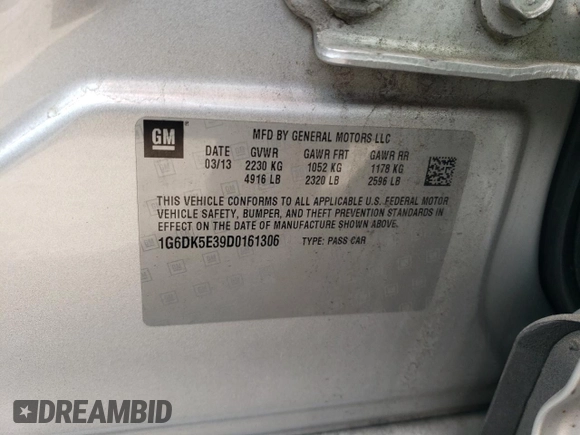 GM
MFD BY GENERAL MOTORS LLC
DATE GVWR GAWR FRT GAWR RR
03/13 2230 KG 1052 KG 1178 KG
4916 LB 2320 LB 2596 LB
THIS VEHICLE CONFORMS TO ALL APPLICABLE U.S. FEDERAL MOTOR
VEHICLE SAFETY, BUMPER, AND THEFT PREVENTION STANDARDS IN
EFFECT ON THE DATE OF MANUFACTURE SHOWN ABOVE.
1G6DK5E39D0161306 TYPE: PASS CAR
DREAMBID